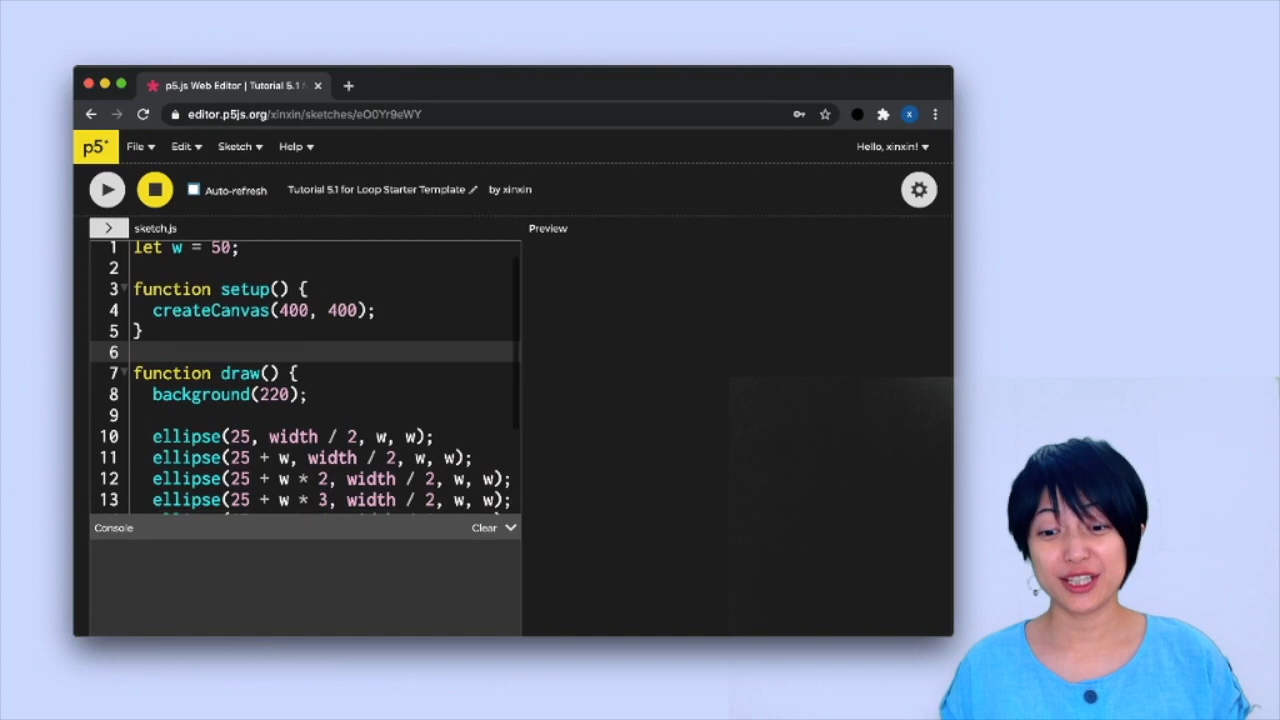 p5.js Web Editor | Tutorial 5.1
editor.p5js.org/xinxin/sketches/eO0Yr9eWY
X
p5*
File
Edit
Sketch
Help
Hello, xinxin!
Auto-refresh
Tutorial 5.1 for Loop Starter Template
by xinxin
sketch.js
Preview
1 let w = 50;
2
3 function setup() {
4 createCanvas(400, 400);
5 }
6
7 function draw() {
8 background(220);
9
10 ellipse(25, width / 2, w, w);
11 ellipse(25 + w, width / 2, w, w);
12 ellipse(25 + w * 2, width / 2, w, w);
13 ellipse(25 + w * 3, width / 2, w, w);
Console
Clear